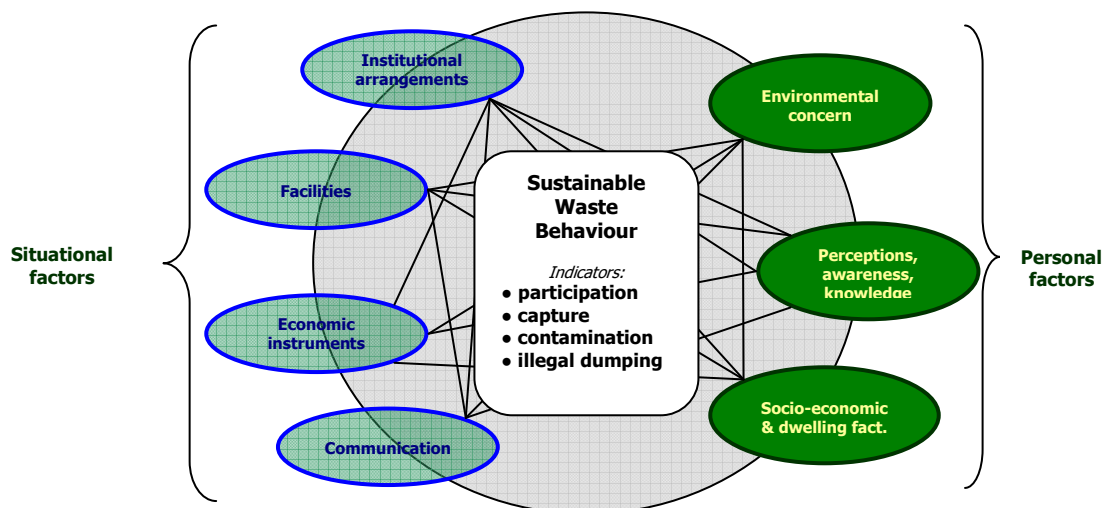 Situational
factors
Institutional
arrangements
Facilities
Economic
instruments
Communication
Sustainable
Waste
Behaviour
Indicators:
● participation
● capture
● contamination
● illegal dumping
Environmental
concern
Perceptions,
awareness,
knowledge
Socio-economic
& dwelling fact.
Personal
factors